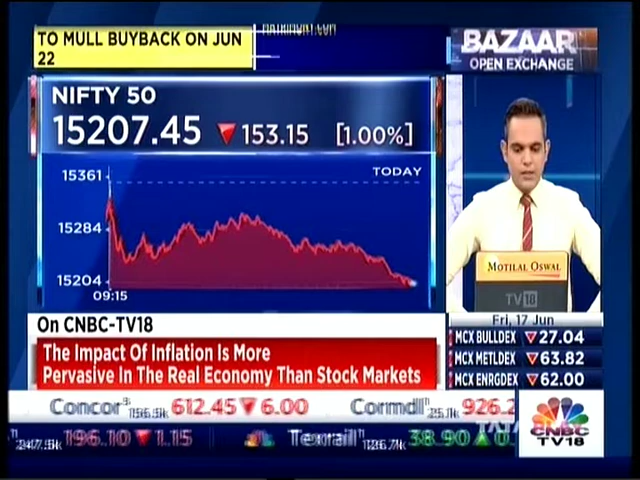 TO MULL BUYBACK ON JUN
22
MATRIMONY.COM
BAZAAR
OPEN EXCHANGE
NIFTY 50
15207.45 ▼ 153.15 [1.00%]
TODAY
15361
15284
15204
09:15
MOTILAL OSWAL
TV18
On CNBC-TV18
The Impact Of Inflation Is More
Pervasive In The Real Economy Than Stock Markets
Fri, 17 Jun
MCX BULLDEX ▼27.04
MCX METLDEX ▼63.82
MCX ENRGDEX ▼62.00
Concor 612.45▼6.00
926.2
196.10▼1.15
38.90▲0
CNBC
TV18